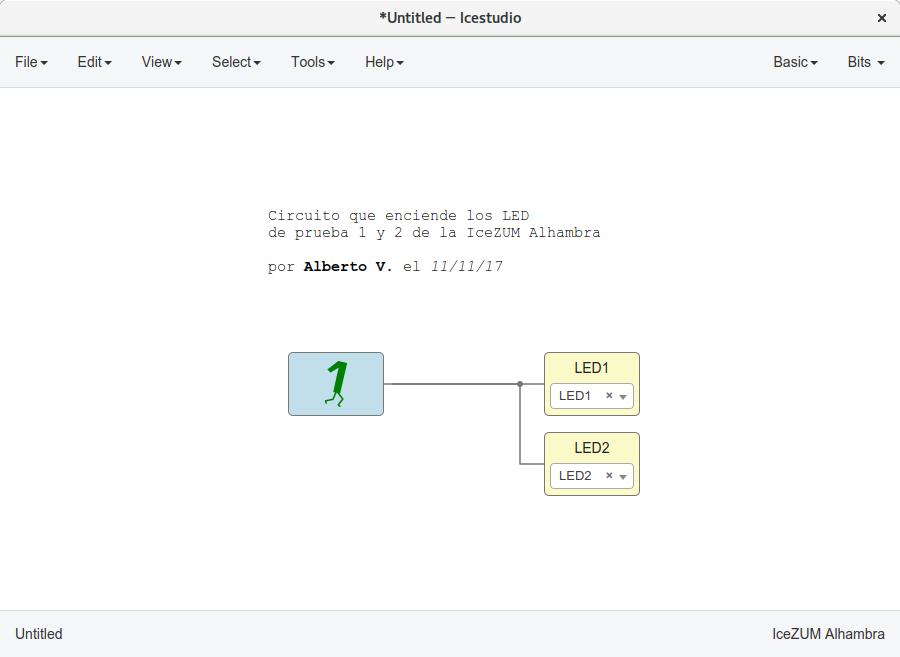 *Untitled — Icestudio
File Edit View Select Tools Help Basic Bits
Circuito que enciende los LED
de prueba 1 y 2 de la IceZUM Alhambra
por Alberto V. el 11/11/17
1
LED1
LED1
LED2
LED2
Untitled IceZUM Alhambra